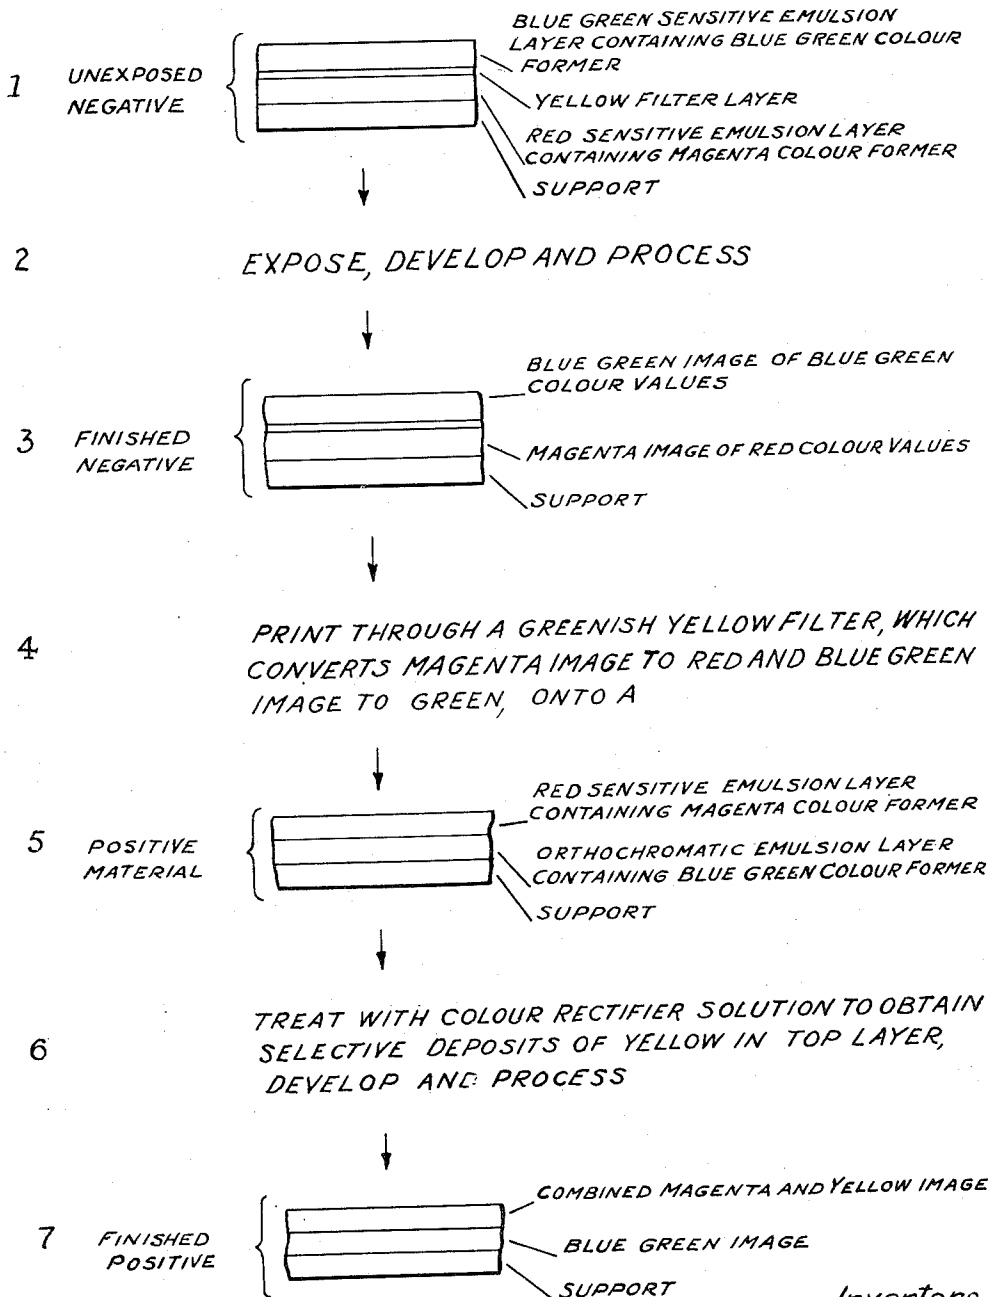 1
UNEXPOSED
NEGATIVE
BLUE GREEN SENSITIVE EMULSION
LAYER CONTAINING BLUE GREEN COLOUR
FORMER
YELLOW FILTER LAYER
RED SENSITIVE EMULSION LAYER
CONTAINING MAGENTA COLOUR FORMER
SUPPORT
2
EXPOSE, DEVELOP AND PROCESS
3
FINISHED
NEGATIVE
BLUE GREEN IMAGE OF BLUE GREEN
COLOUR VALUES
MAGENTA IMAGE OF RED COLOUR VALUES
SUPPORT
4
PRINT THROUGH A GREENISH YELLOW FILTER, WHICH
CONVERTS MAGENTA IMAGE TO RED AND BLUE GREEN
IMAGE TO GREEN, ONTO A
5
POSITIVE
MATERIAL
RED SENSITIVE EMULSION LAYER
CONTAINING MAGENTA COLOUR FORMER
ORTHOCHROMATIC EMULSION LAYER
CONTAINING BLUE GREEN COLOUR FORMER
SUPPORT
6
TREAT WITH COLOUR RECTIFIER SOLUTION TO OBTAIN
SELECTIVE DEPOSITS OF YELLOW IN TOP LAYER,
DEVELOP AND PROCESS
7
FINISHED
POSITIVE
COMBINED MAGENTA AND YELLOW IMAGE
BLUE GREEN IMAGE
SUPPORT
Inventors